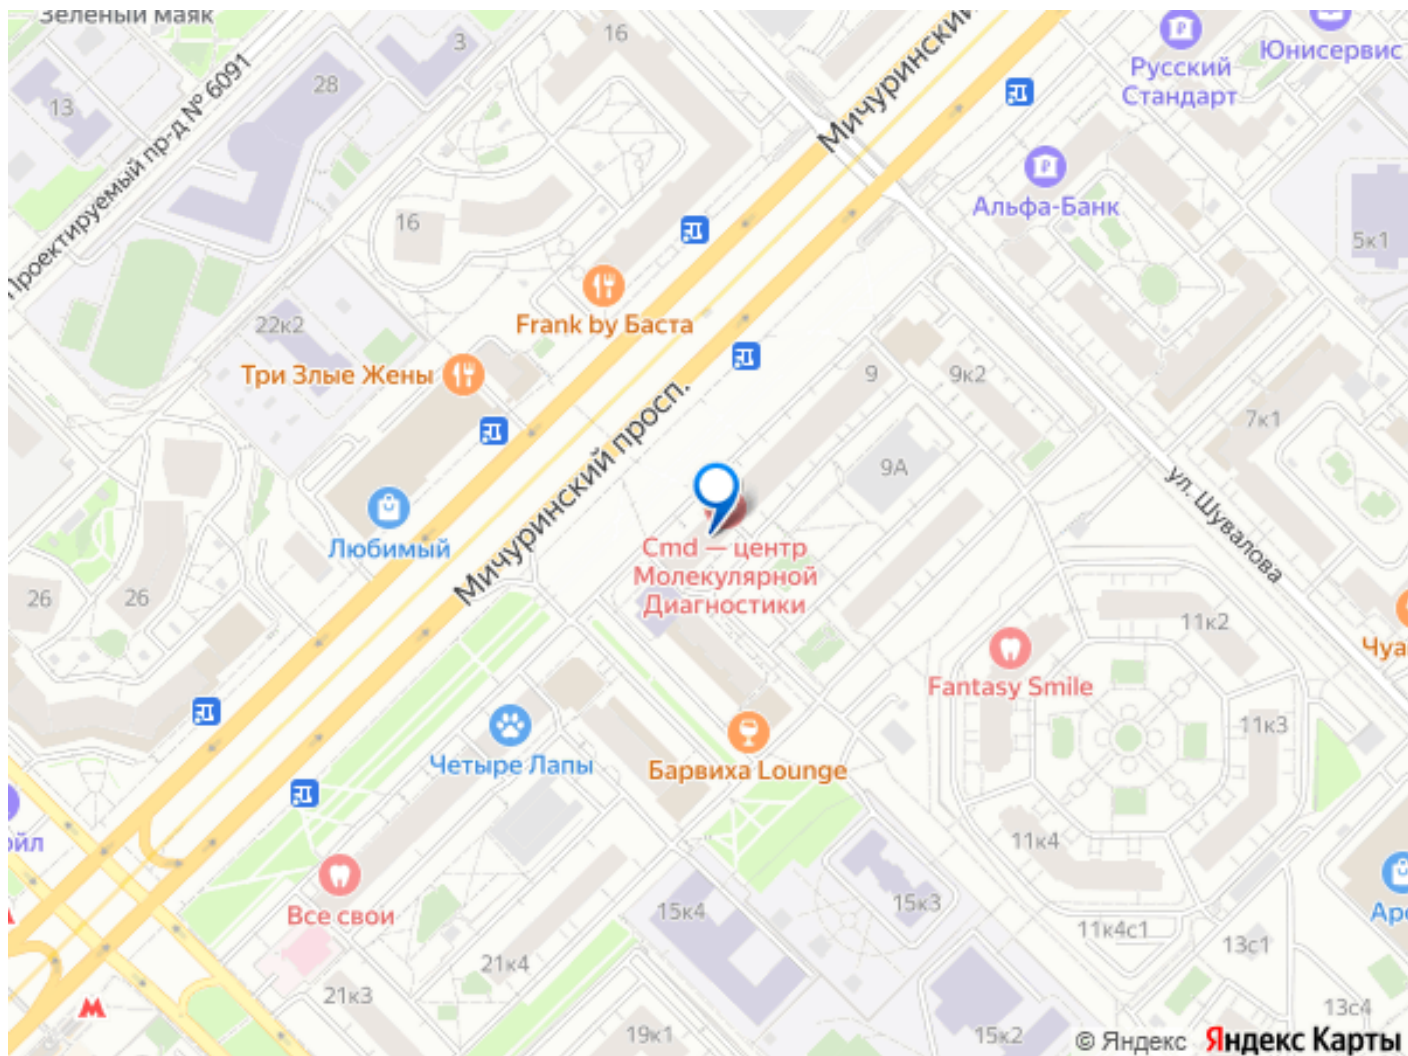 Зеленый маяк
3
16
Мичуринский
Юнисервис
Русский
Стандарт
28
13
Проектируемый пр-д № 6091
Альфа-Банк
16
5к1
Frank by Баста
22к2
Три Злые Жены
9
9к2
7к1
Мичуринский просп.
9А
ул. Шувалова
Любимый
Cmd — центр
Молекулярной
Диагностики
26
26
11к2
Fantasy Smile
11к3
Четыре Лапы
Барвиха Lounge
11к4
Все свои
15к4
15к3
11к4с1
13с1
21к4
21к3
13с4
19к1
15к2
© Яндекс
Яндекс Карты